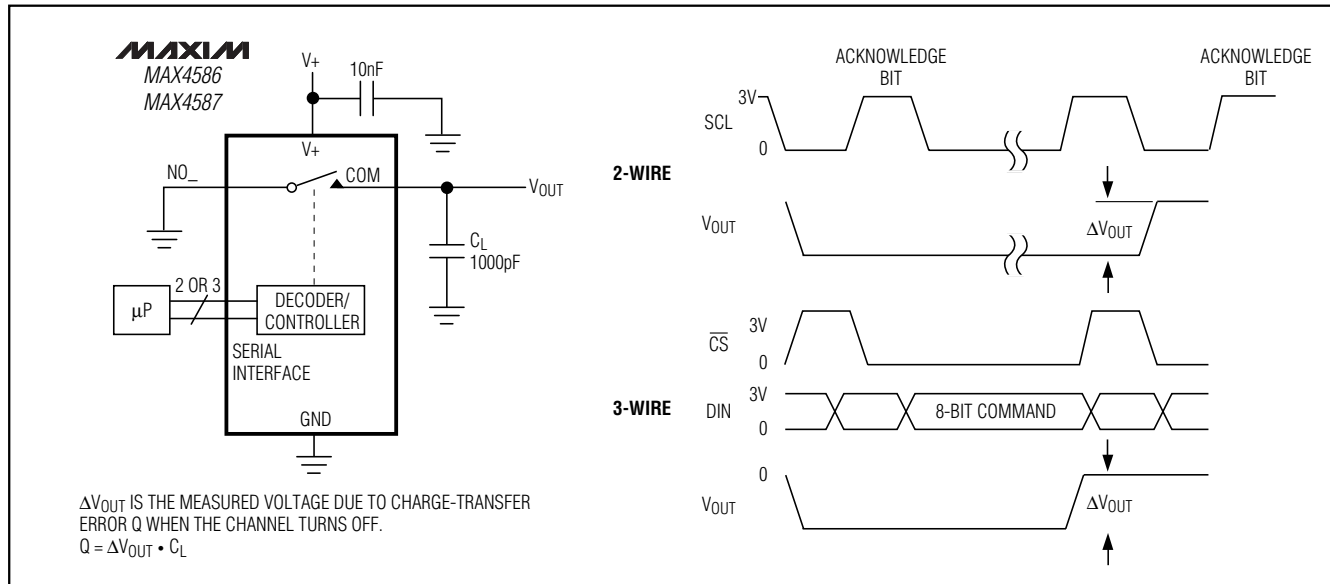 MAXIM
MAX4586
MAX4587
V+
10nF
V+
NO_
COM
VOUT
CL
1000pF
2 OR 3
µP
DECODER/
CONTROLLER
SERIAL
INTERFACE
GND
ΔVOUT IS THE MEASURED VOLTAGE DUE TO CHARGE-TRANSFER
ERROR Q WHEN THE CHANNEL TURNS OFF.
Q = ΔVOUT • CL
ACKNOWLEDGE
BIT
ACKNOWLEDGE
BIT
3V
SCL
0
2-WIRE
VOUT
ΔVOUT
3V
CS
0
3-WIRE
3V
DIN
8-BIT COMMAND
0
0
VOUT
ΔVOUT